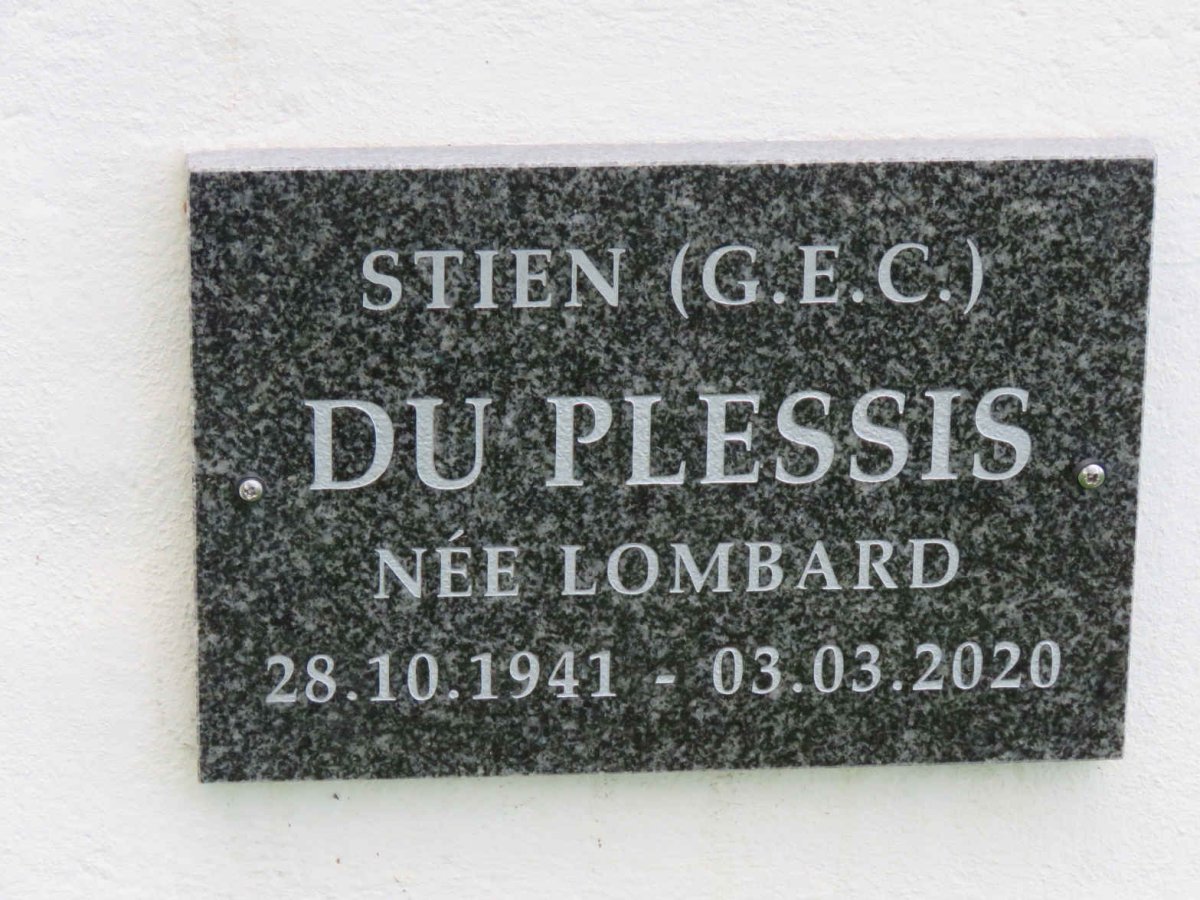 STIEN (G.E.C.)
DU PLESSIS
NÉE LOMBARD
28.10.1941 - 03.03.2020